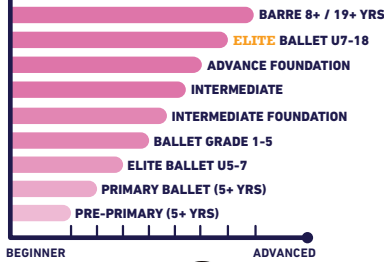 BARRE 8+ / 19+ YRS
ELITE BALLET U7-18
ADVANCE FOUNDATION
INTERMEDIATE
INTERMEDIATE FOUNDATION
BALLET GRADE 1-5
ELITE BALLET U5-7
PRIMARY BALLET (5+ YRS)
PRE-PRIMARY (5+ YRS)
BEGINNER ADVANCED